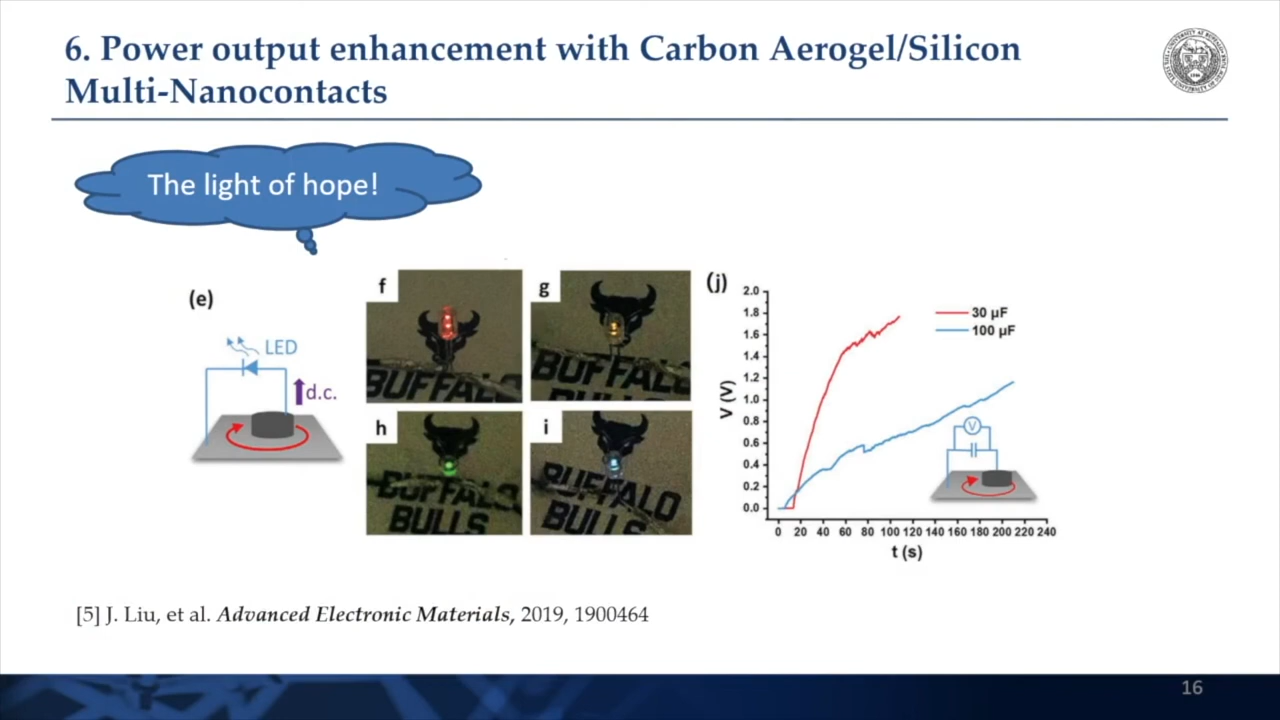 6. Power output enhancement with Carbon Aerogel/Silicon
Multi-Nanocontacts
The light of hope!
(e)
LED
d.c.
f
BUFFALO
g
BUFFALO
h
BUFFALO
BULLS
i
BUFFALO
BULLS
(j)
2.0
1.8
1.6
1.4
1.2
1.0
0.8
0.6
0.4
0.2
0.0
V (V)
30 μF
100 μF
V
0 20 40 60 80 100 120 140 160 180 200 220 240
t (s)
[5] J. Liu, et al. Advanced Electronic Materials, 2019, 1900464
16